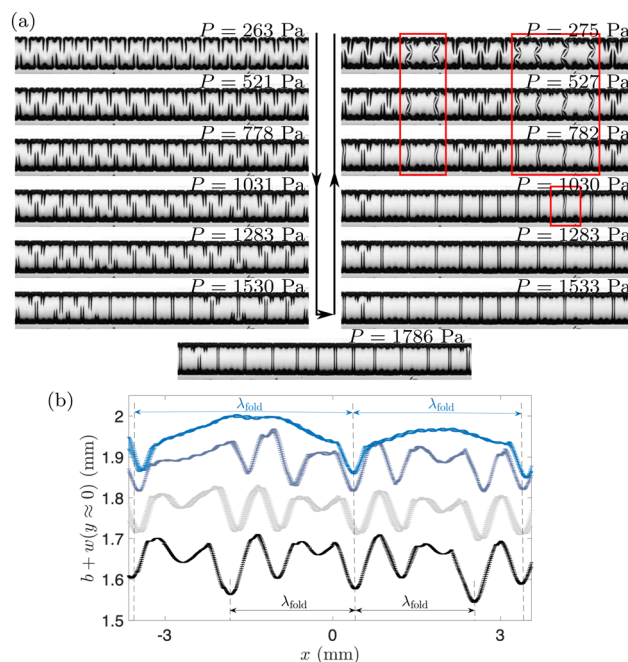 (a)
P = 263 Pa
P = 275 Pa
P = 521 Pa
P = 527 Pa
P = 778 Pa
P = 782 Pa
P = 1031 Pa
P = 1030 Pa
P = 1283 Pa
P = 1283 Pa
P = 1530 Pa
P = 1533 Pa
P = 1786 Pa
(b)
λfold λfold
2
1.9
1.8
1.7
1.6
1.5
b + w(y ≈ 0) (mm)
λfold λfold
-3 0 3
x (mm)